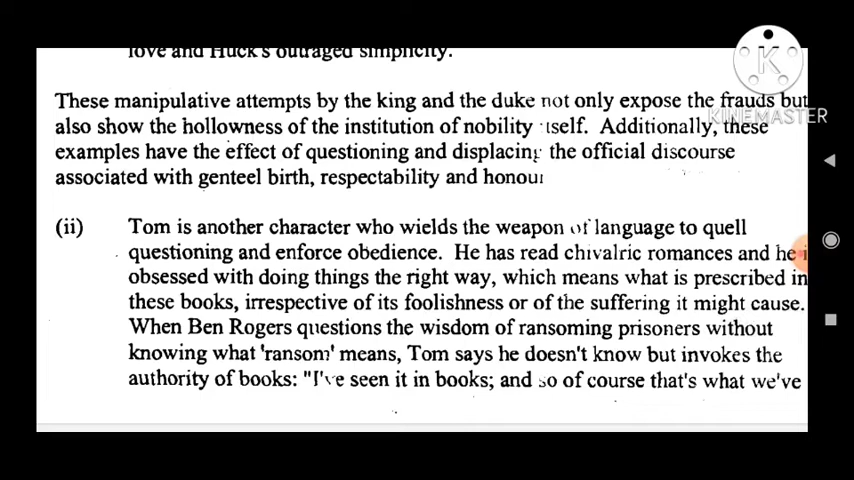 love and Huck's outraged simplicity.
These manipulative attempts by the king and the duke not only expose the frauds but
also show the hollowness of the institution of nobility itself. Additionally, these
examples have the effect of questioning and displacing the official discourse
associated with genteel birth, respectability and honour
(ii) Tom is another character who wields the weapon of language to quell
questioning and enforce obedience. He has read chivalric romances and he i
obsessed with doing things the right way, which means what is prescribed in
these books, irrespective of its foolishness or of the suffering it might cause.
When Ben Rogers questions the wisdom of ransoming prisoners without
knowing what 'ransom' means, Tom says he doesn't know but invokes the
authority of books: "I've seen it in books; and so of course that's what we've
K
KINEMASTER